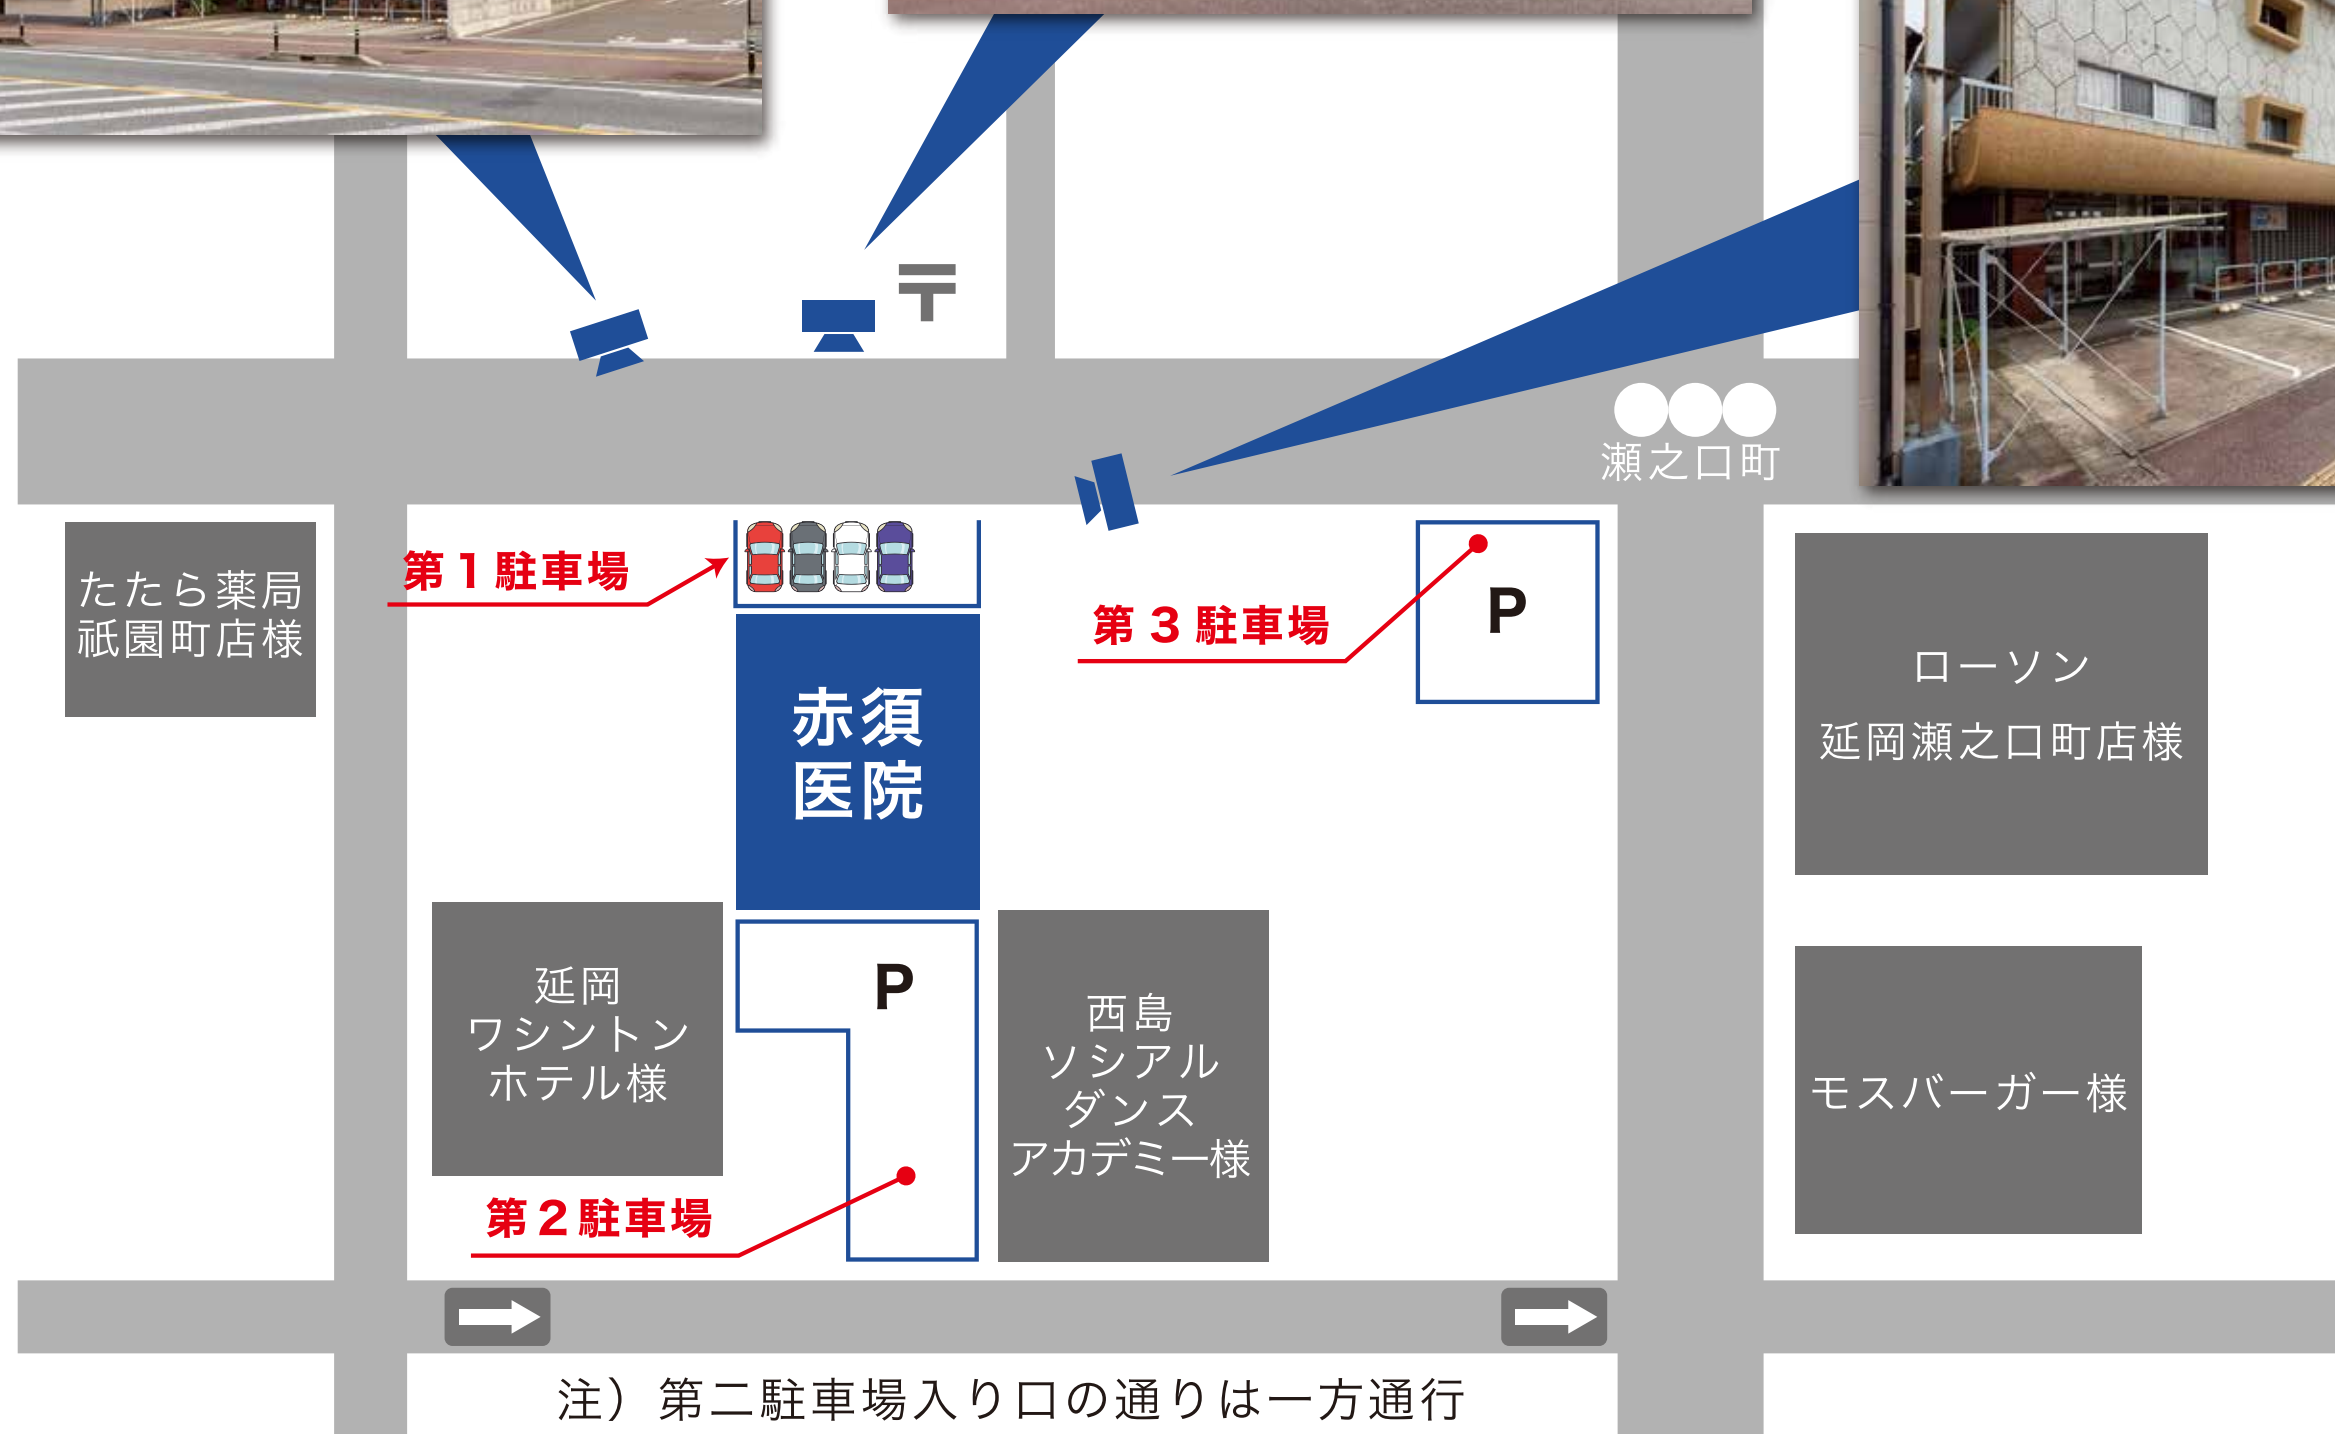 〒
瀬之口町
たたら薬局
祇園町店様
第1駐車場
第3駐車場
P
赤須
医院
ローソン
延岡瀬之口町店様
延岡
ワシントン
ホテル様
P
西島
ソシアル
ダンス
アカデミー様
モスバーガー様
第2駐車場
注）第二駐車場入り口の通りは一方通行